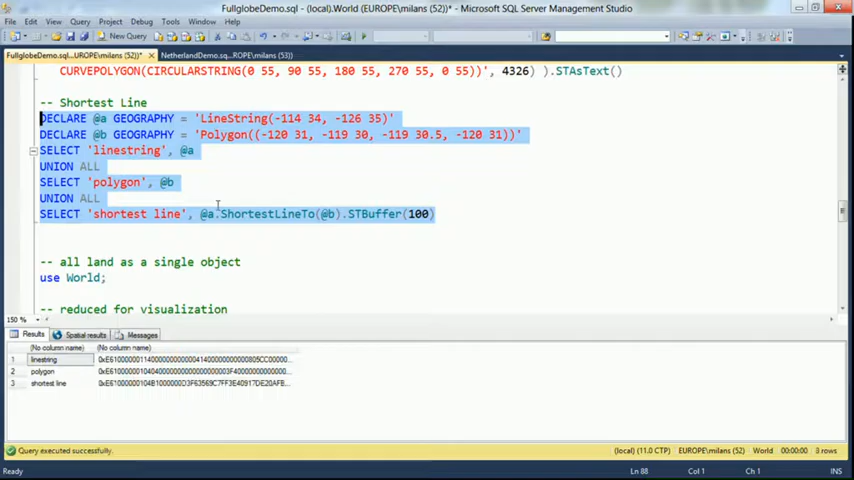 FullglobeDemo.sql - (local).World (EUROPE\milans (52))* - Microsoft SQL Server Management Studio
File Edit View Query Project Debug Tools Window Help
New Query
FullglobeDemo.sql...UROPE\milans (52))* × NetherlandDemo.s...ROPE\milans (53))
CURVEPOLYGON(CIRCULARSTRING(0 55, 90 55, 180 55, 270 55, 0 55))', 4326) ).STAsText()
-- Shortest Line
DECLARE @a GEOGRAPHY = 'LineString(-114 34, -126 35)'
DECLARE @b GEOGRAPHY = 'Polygon((-120 31, -119 30, -119 30.5, -120 31))'
SELECT 'linestring', @a
UNION ALL
SELECT 'polygon', @b
UNION ALL
SELECT 'shortest line', @a.ShortestLineTo(@b).STBuffer(100)
-- all land as a single object
use World;
-- reduced for visualization
150 %
Results Spatial results Messages
(No column name) (No column name)
1 linestring
2 polygon
3 shortest line
Query executed successfully. (local) (11.0 CTP) EUROPE\milans (52) World 00:00:00 3 rows
Ready Ln 88 Col 1 Ch 1 INS